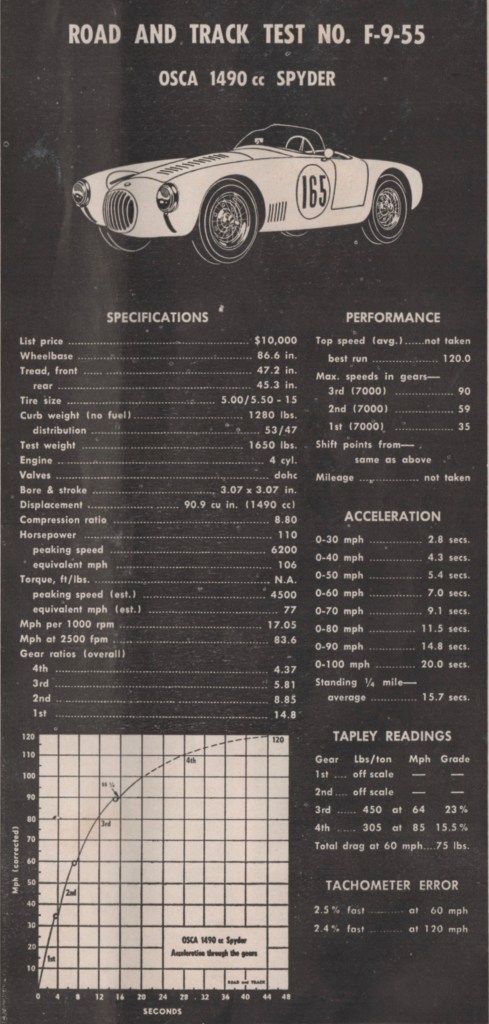 ROAD AND TRACK TEST NO. F-9-55
OSCA 1490 cc SPYDER
165
SPECIFICATIONS
List price ........ $10,000
Wheelbase ........ 86.6 in.
Tread, front ........ 47.2 in.
rear ........ 45.3 in.
Tire size ........ 5.00/5.50 - 15
Curb weight (no fuel) ........ 1280 lbs.
distribution ........ 53/47
Test weight ........ 1650 lbs.
Engine ........ 4 cyl.
Valves ........ dohc
Bore & stroke ........ 3.07 x 3.07 in.
Displacement ........ 90.9 cu in. (1490 cc)
Compression ratio ........ 8.80
Horsepower ........ 110
peaking speed ........ 6200
equivalent mph ........ 106
Torque, ft/lbs. ........ N.A.
peaking speed (est.) ........ 4500
equivalent mph (est.) ........ 77
Mph per 1000 rpm ........ 17.05
Mph at 2500 fpm ........ 83.6
Gear ratios (overall)
4th ........ 4.37
3rd ........ 5.81
2nd ........ 8.85
1st ........ 14.8
PERFORMANCE
Top speed (avg.) ..... not taken
best run ........ 120.0
Max. speeds in gears—
3rd (7000) ........ 90
2nd (7000) ........ 59
1st (7000) ........ 35
Shift points from—
same as above
Mileage ........ not taken
ACCELERATION
0-30 mph ........ 2.8 secs.
0-40 mph ........ 4.3 secs.
0-50 mph ........ 5.4 secs.
0-60 mph ........ 7.0 secs.
0-70 mph ........ 9.1 secs.
0-80 mph ........ 11.5 secs.
0-90 mph ........ 14.8 secs.
0-100 mph ........ 20.0 secs.
Standing ¼ mile—
average ........ 15.7 secs.
TAPLEY READINGS
Gear Lbs/ton Mph Grade
1st .... off scale — —
2nd .... off scale — —
3rd ..... 450 at 64 23%
4th ..... 305 at 85 15.5%
Total drag at 60 mph...75 lbs.
TACHOMETER ERROR
2.5% fast ........ at 60 mph
2.4% fast ........ at 120 mph
120
110
100
90
80
70
60
50
40
30
20
10
Mph (corrected)
120
4th
SS ¼
3rd
2nd
1st
OSCA 1490 cc Spyder
Acceleration through the gears
ROAD and TRACK
0 4 8 12 16 20 24 28 32 36 40 44 48
SECONDS